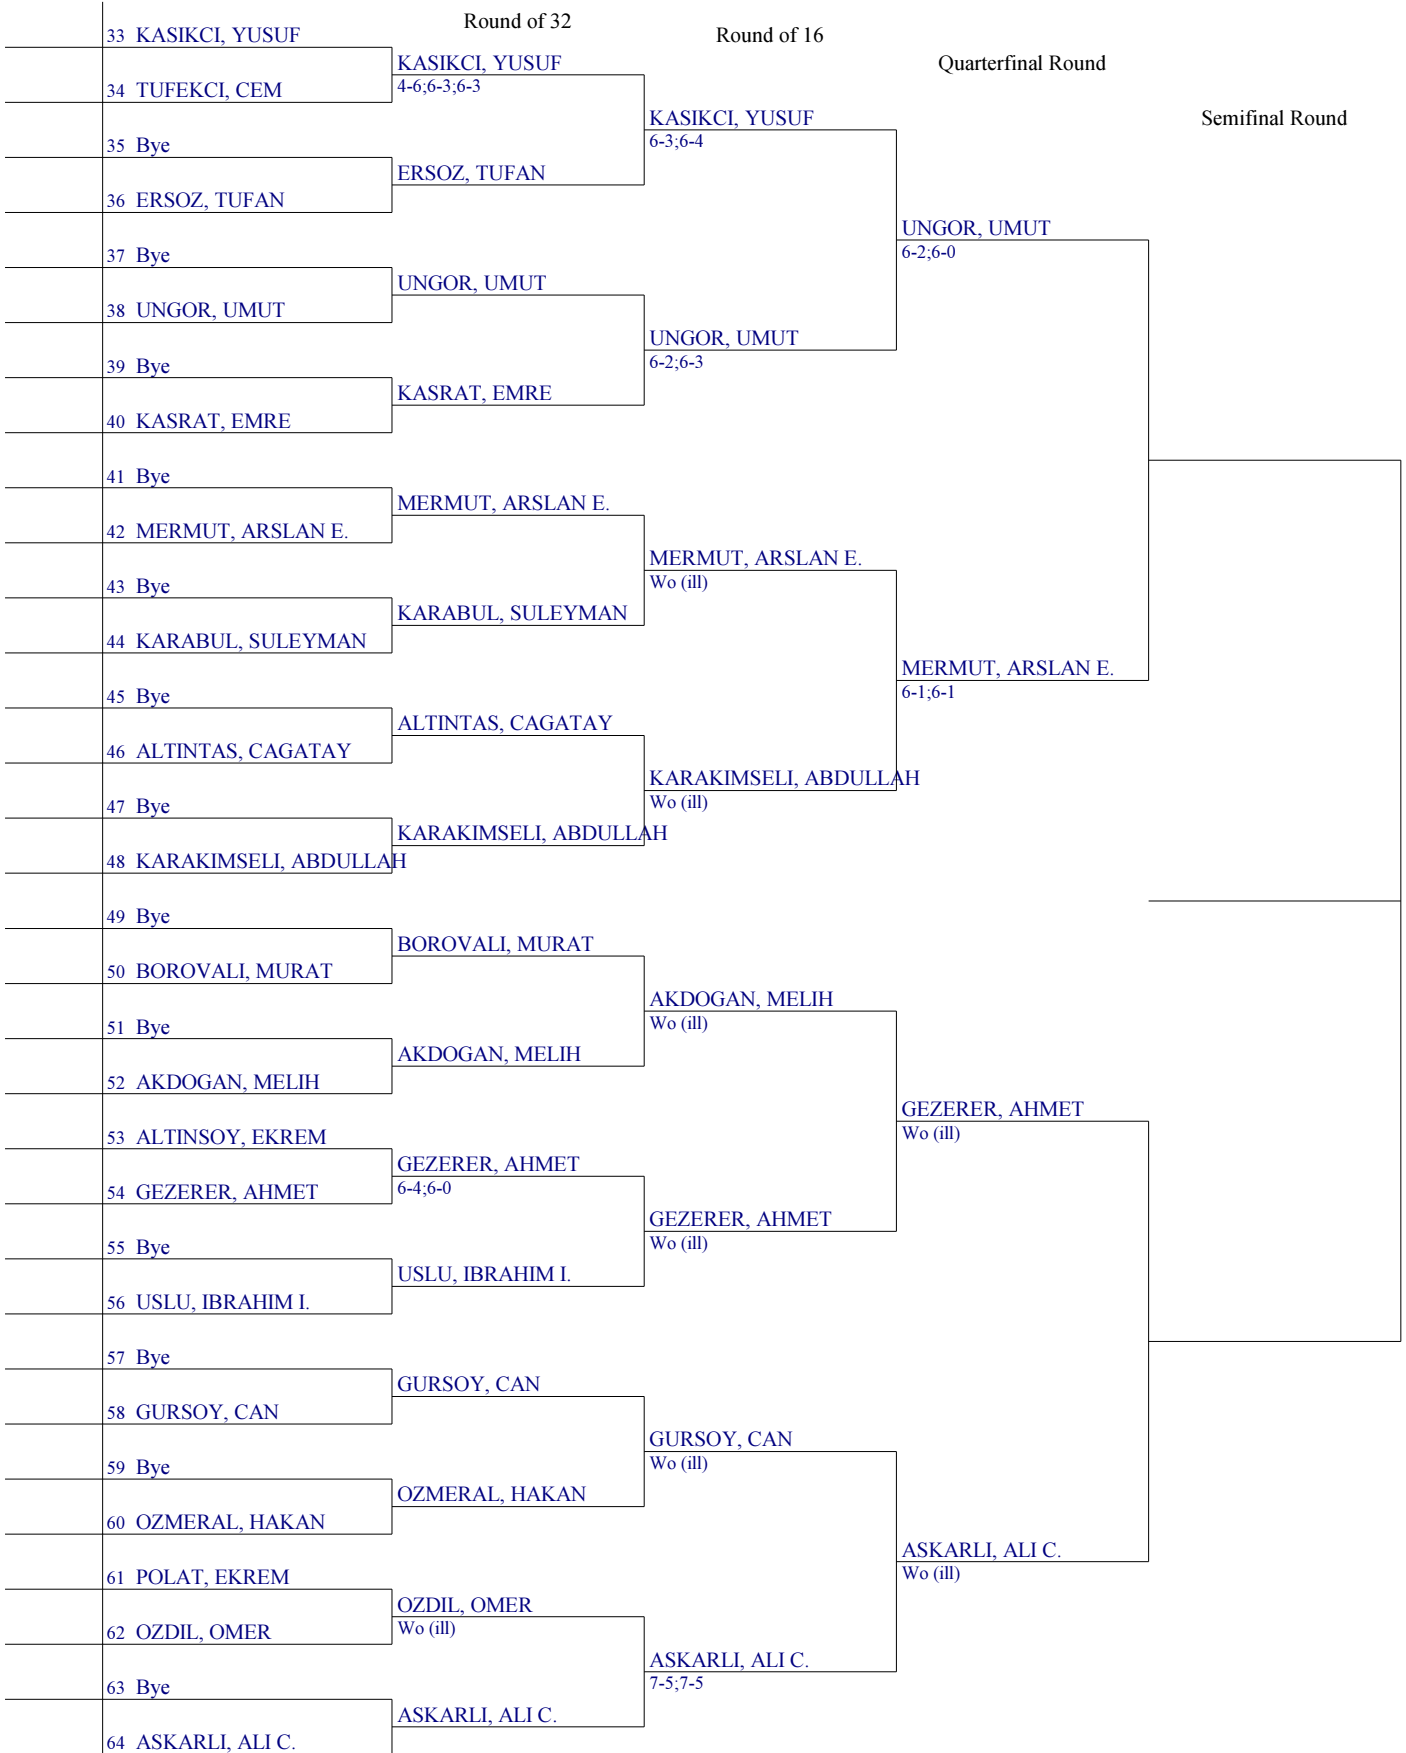 Round of 32
Round of 16
Quarterfinal Round
Semifinal Round
33 KASIKCI, YUSUF
KASIKCI, YUSUF
4-6;6-3;6-3
34 TUFEKCI, CEM
KASIKCI, YUSUF
6-3;6-4
35 Bye
ERSOZ, TUFAN
36 ERSOZ, TUFAN
UNGOR, UMUT
6-2;6-0
37 Bye
UNGOR, UMUT
38 UNGOR, UMUT
UNGOR, UMUT
6-2;6-3
39 Bye
KASRAT, EMRE
40 KASRAT, EMRE
41 Bye
MERMUT, ARSLAN E.
42 MERMUT, ARSLAN E.
MERMUT, ARSLAN E.
Wo (ill)
43 Bye
KARABUL, SULEYMAN
44 KARABUL, SULEYMAN
MERMUT, ARSLAN E.
6-1;6-1
45 Bye
ALTINTAS, CAGATAY
46 ALTINTAS, CAGATAY
KARAKIMSELI, ABDULLAH
Wo (ill)
47 Bye
KARAKIMSELI, ABDULLAH
48 KARAKIMSELI, ABDULLAH
49 Bye
BOROVALI, MURAT
50 BOROVALI, MURAT
AKDOGAN, MELIH
Wo (ill)
51 Bye
AKDOGAN, MELIH
52 AKDOGAN, MELIH
GEZERER, AHMET
Wo (ill)
53 ALTINSOY, EKREM
GEZERER, AHMET
6-4;6-0
54 GEZERER, AHMET
GEZERER, AHMET
Wo (ill)
55 Bye
USLU, IBRAHIM I.
56 USLU, IBRAHIM I.
57 Bye
GURSOY, CAN
58 GURSOY, CAN
GURSOY, CAN
Wo (ill)
59 Bye
OZMERAL, HAKAN
60 OZMERAL, HAKAN
ASKARLI, ALI C.
Wo (ill)
61 POLAT, EKREM
OZDIL, OMER
Wo (ill)
62 OZDIL, OMER
ASKARLI, ALI C.
7-5;7-5
63 Bye
ASKARLI, ALI C.
64 ASKARLI, ALI C.